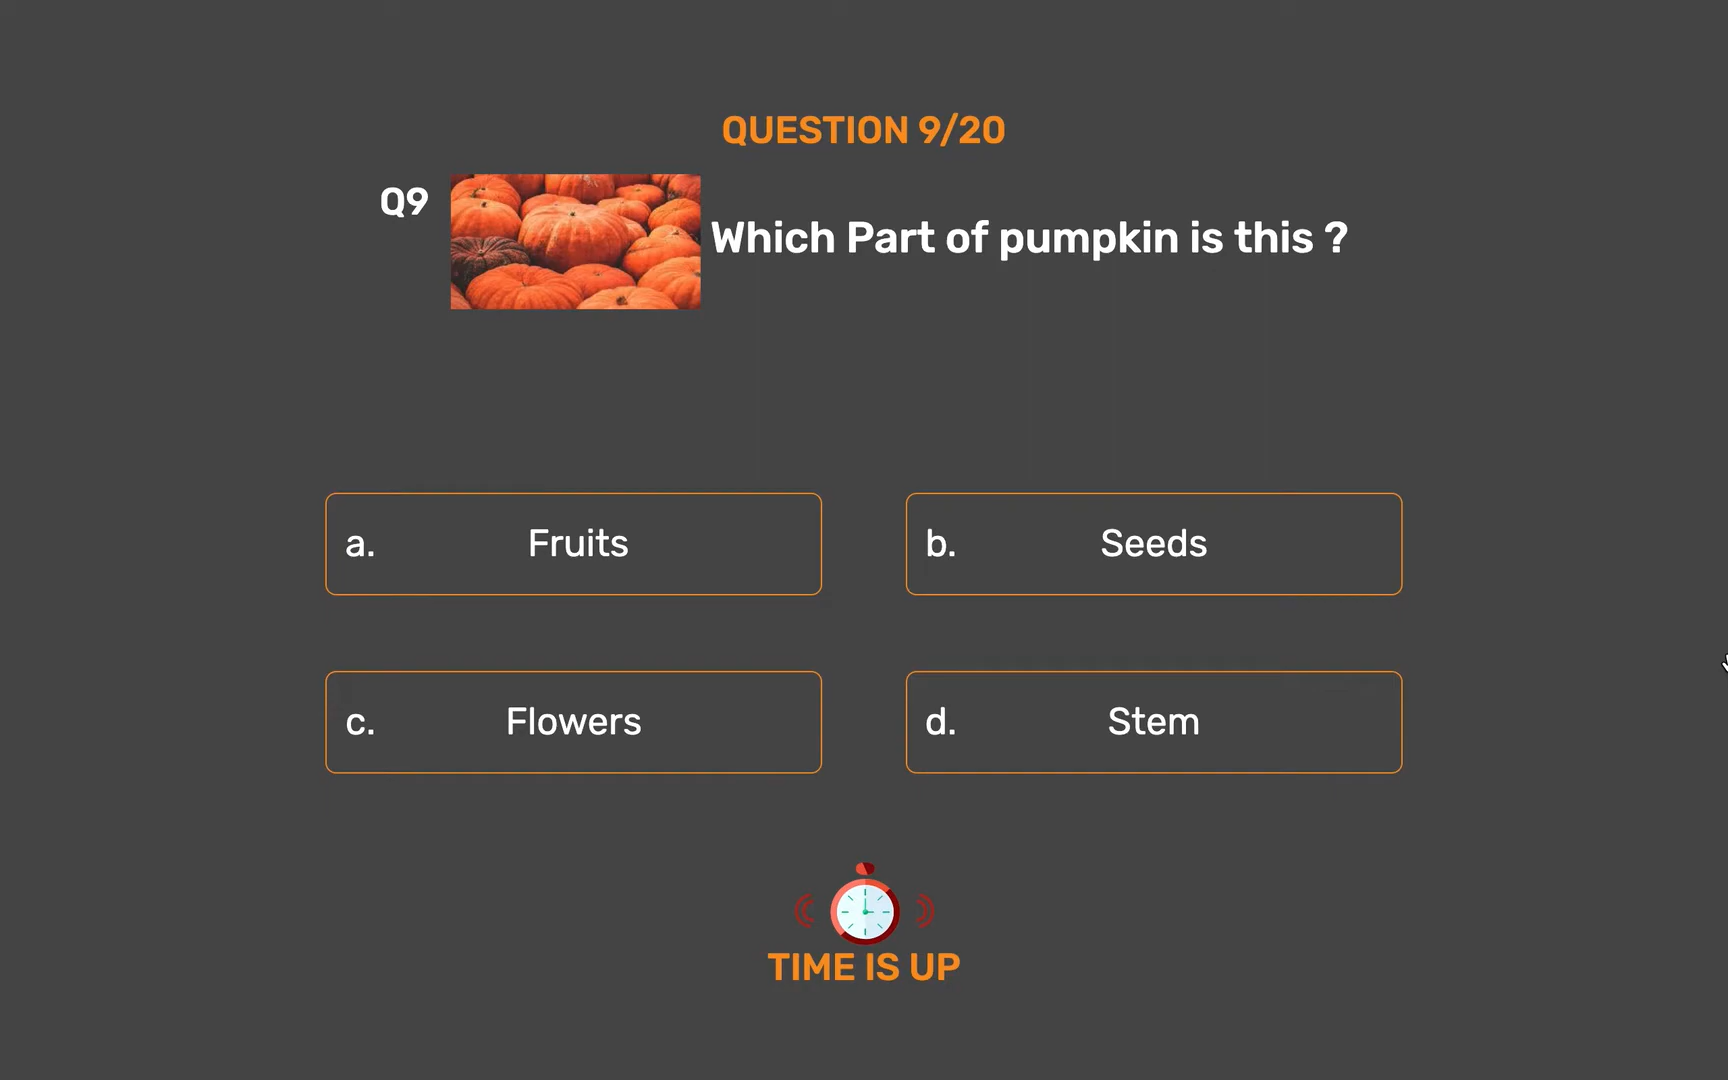 QUESTION 9/20
Q9
Which Part of pumpkin is this ?
a. Fruits
b. Seeds
c. Flowers
d. Stem
TIME IS UP